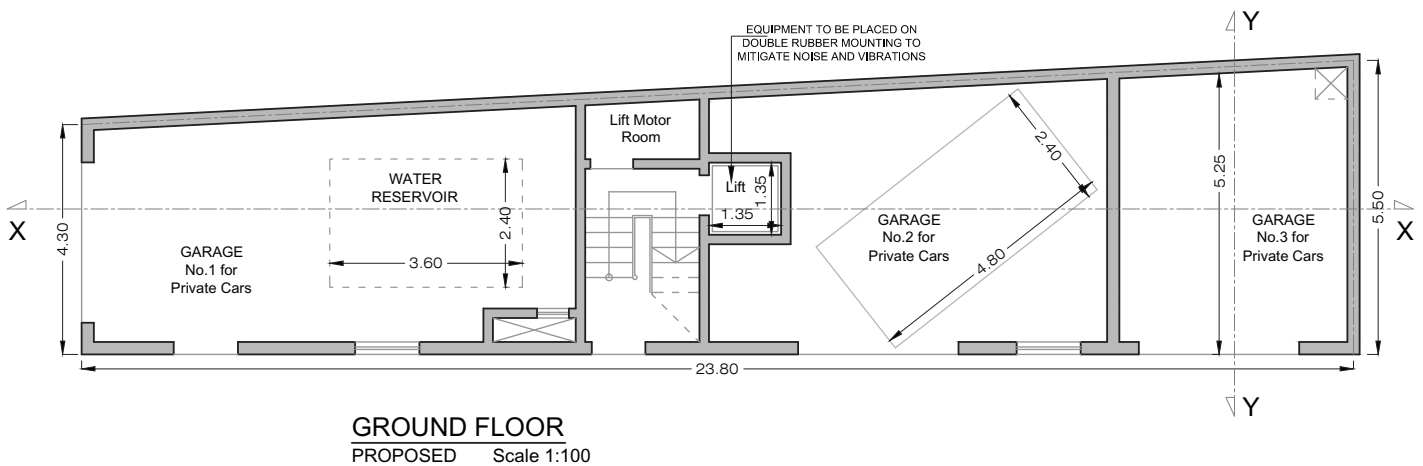 EQUIPMENT TO BE PLACED ON
DOUBLE RUBBER MOUNTING TO
MITIGATE NOISE AND VIBRATIONS
Y
Lift Motor
Room
WATER
RESERVOIR
2.40
3.60
GARAGE
No.1 for
Private Cars
4.30
X
Lift
1.35
1.35
2.40
4.80
GARAGE
No.2 for
Private Cars
5.25
GARAGE
No.3 for
Private Cars
5.50
X
23.80
Y
GROUND FLOOR
PROPOSED Scale 1:100